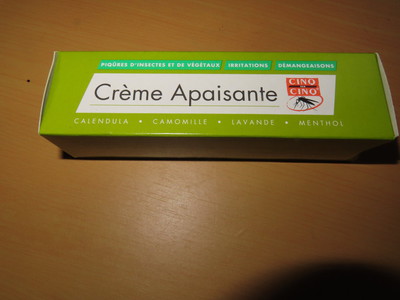 PIQÛRES D'INSECTES ET DE VÉGÉTAUX IRRITATIONS DÉMANGEAISONS
Crème Apaisante
CINQ
SUR
CINQ
CALENDULA • CAMOMILLE • LAVANDE • MENTHOL